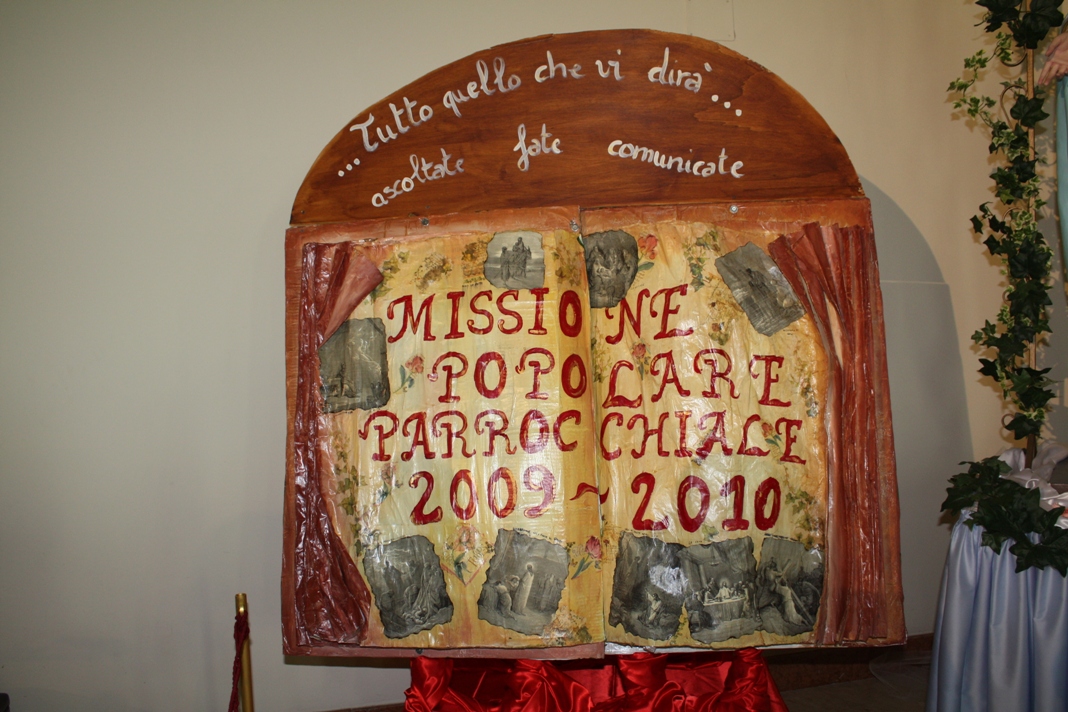 ...Tutto quello che vi dirà...
ascoltate fate comunicate
MISSIONE
POPOLARE
PARROCCHIALE
2009~2010